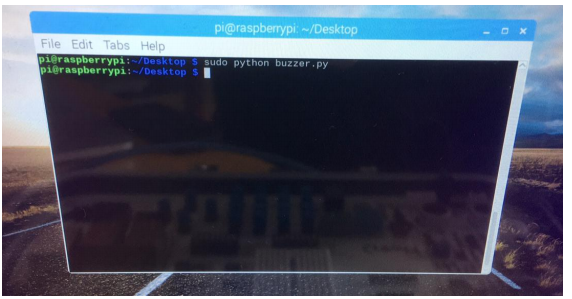 pi@raspberrypi: ~/Desktop
File Edit Tabs Help
pi@raspberrypi:~/Desktop $ sudo python buzzer.py
pi@raspberrypi:~/Desktop $